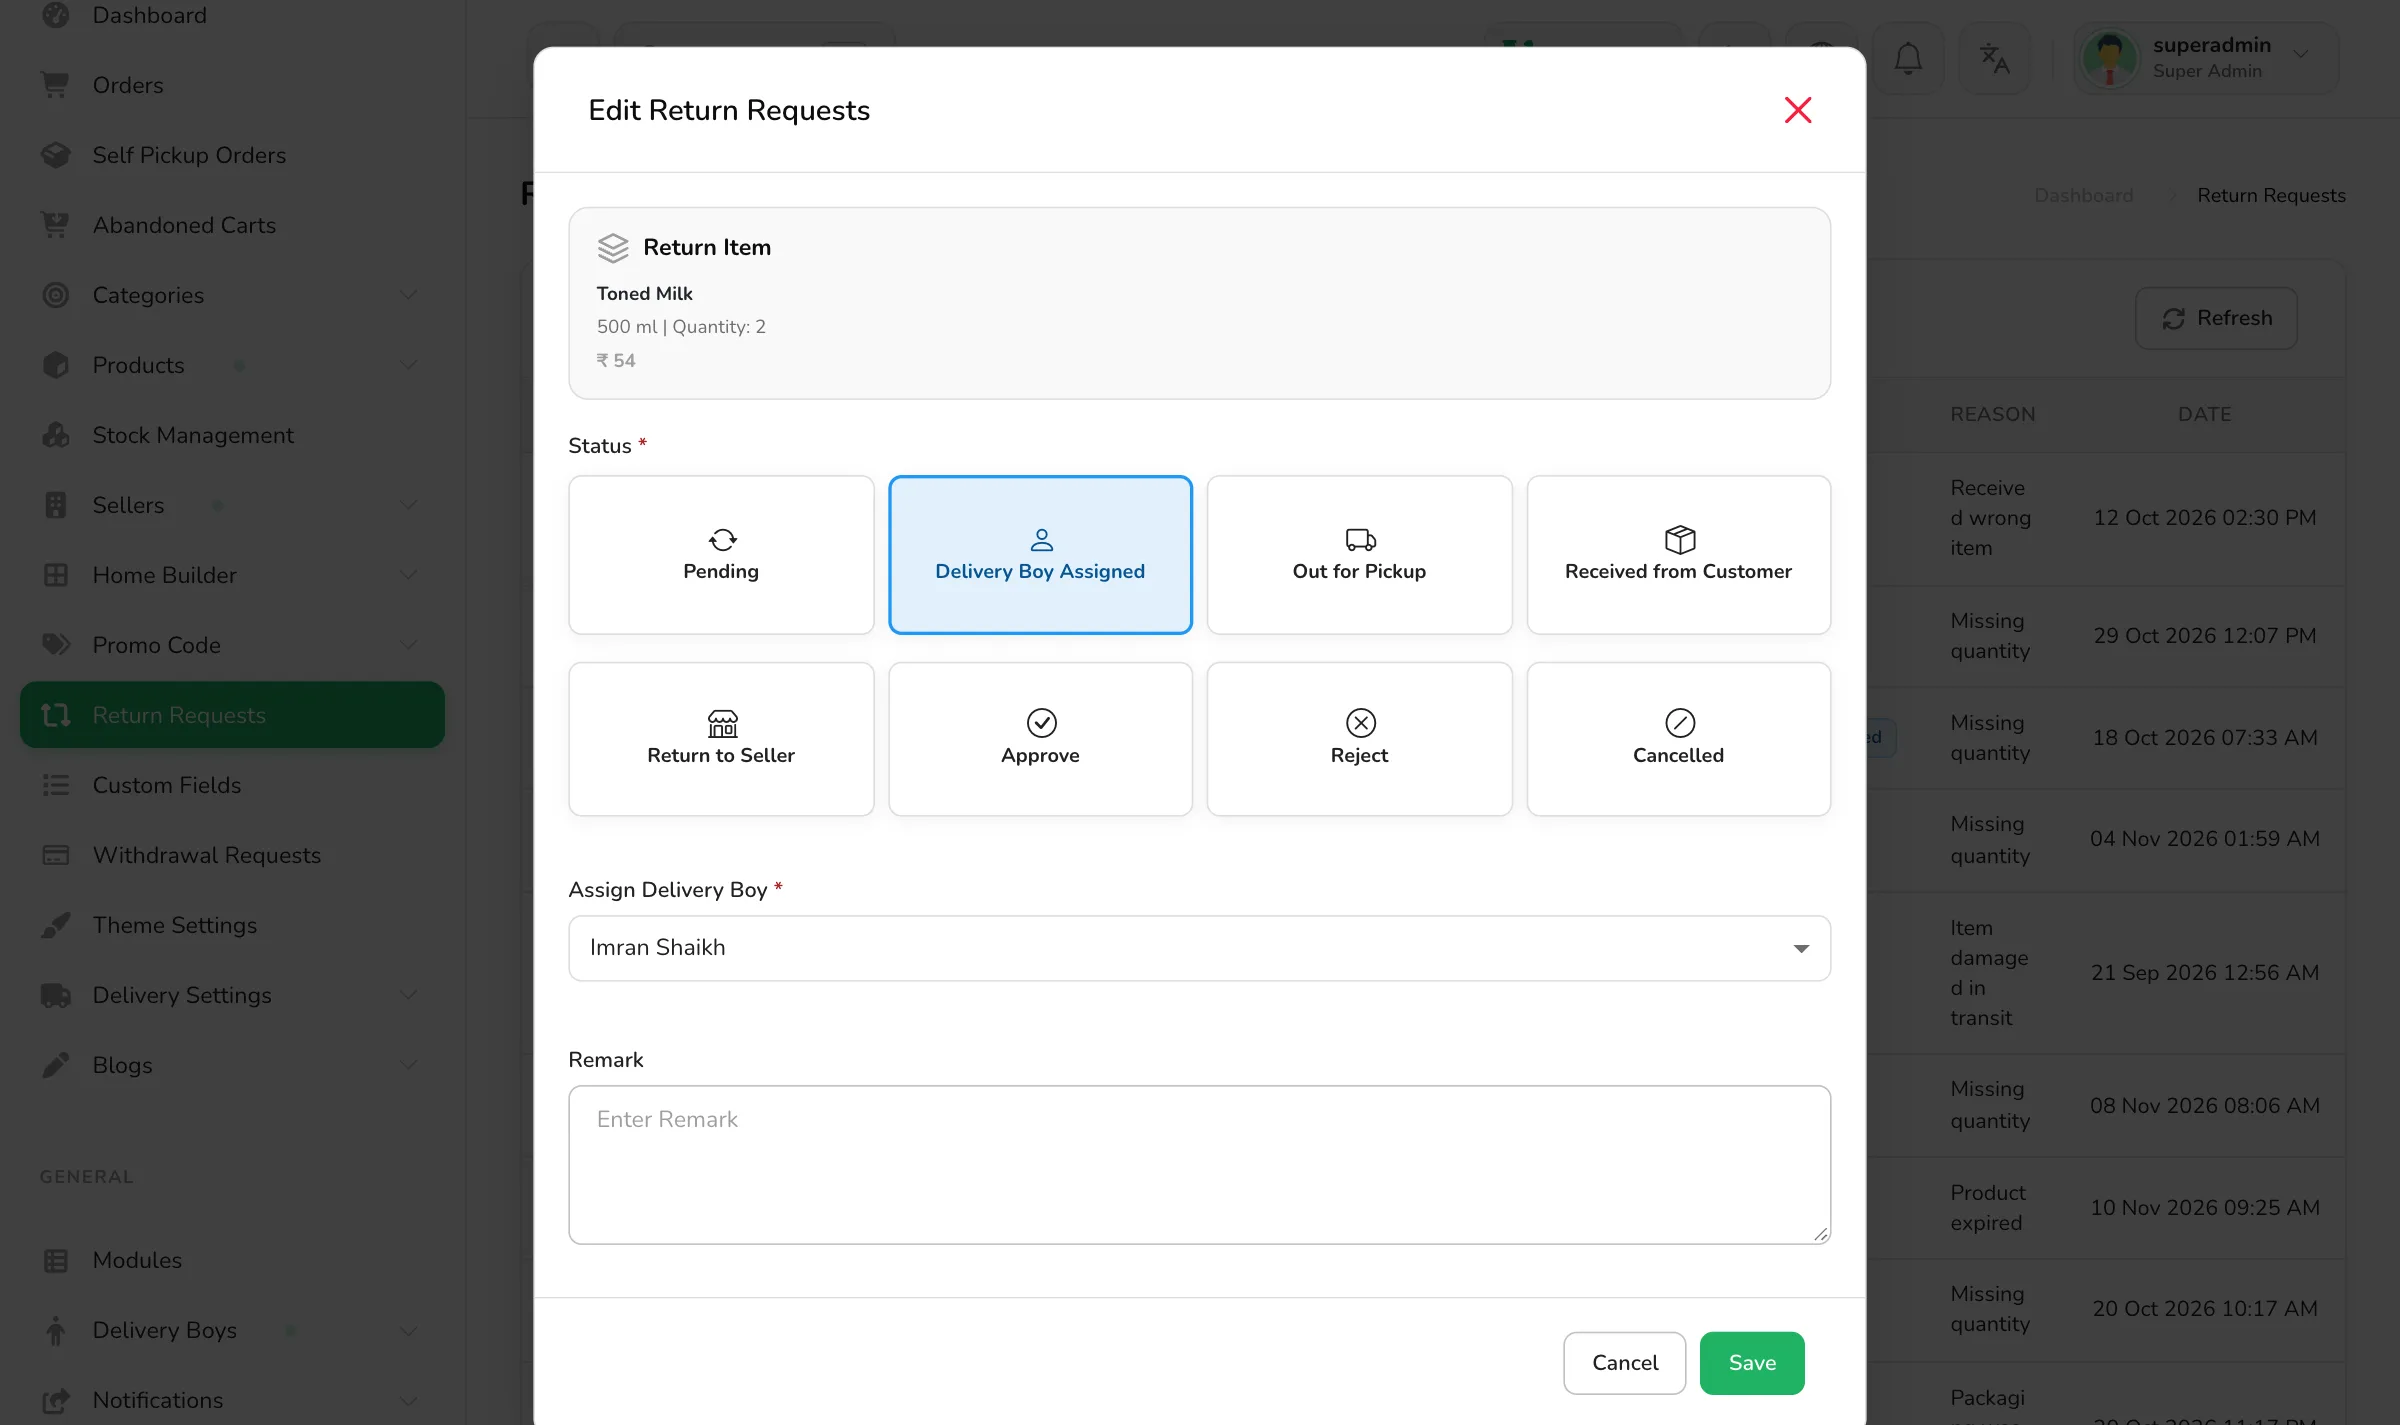 Dashboard
Orders
Self Pickup Orders
Abandoned Carts
Categories
Products
Stock Management
Sellers
Home Builder
Promo Code
Return Requests
Custom Fields
Withdrawal Requests
Theme Settings
Delivery Settings
Blogs
GENERAL
Modules
Delivery Boys
Notifications
superadmin
Super Admin
Dashboard
Return Requests
Refresh
Edit Return Requests
Return Item
Toned Milk
500 ml | Quantity: 2
₹ 54
Status *
Pending
Delivery Boy Assigned
Out for Pickup
Received from Customer
Return to Seller
Approve
Reject
Cancelled
Assign Delivery Boy *
Imran Shaikh
Remark
Enter Remark
Cancel
Save
REASON DATE
Receive
d wrong
item
12 Oct 2026 02:30 PM
Missing
quantity
29 Oct 2026 12:07 PM
Missing
quantity
18 Oct 2026 07:33 AM
Missing
quantity
04 Nov 2026 01:59 AM
Item
damage
d in
transit
21 Sep 2026 12:56 AM
Missing
quantity
08 Nov 2026 08:06 AM
Product
expired
10 Nov 2026 09:25 AM
Missing
quantity
20 Oct 2026 10:17 AM
Packagi